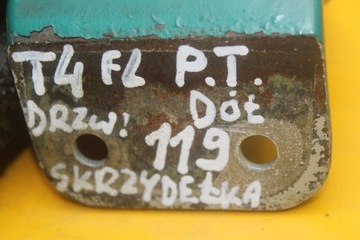 T4 FL P.T.
DRZWI DÓŁ
119
SKRZYDEŁKA